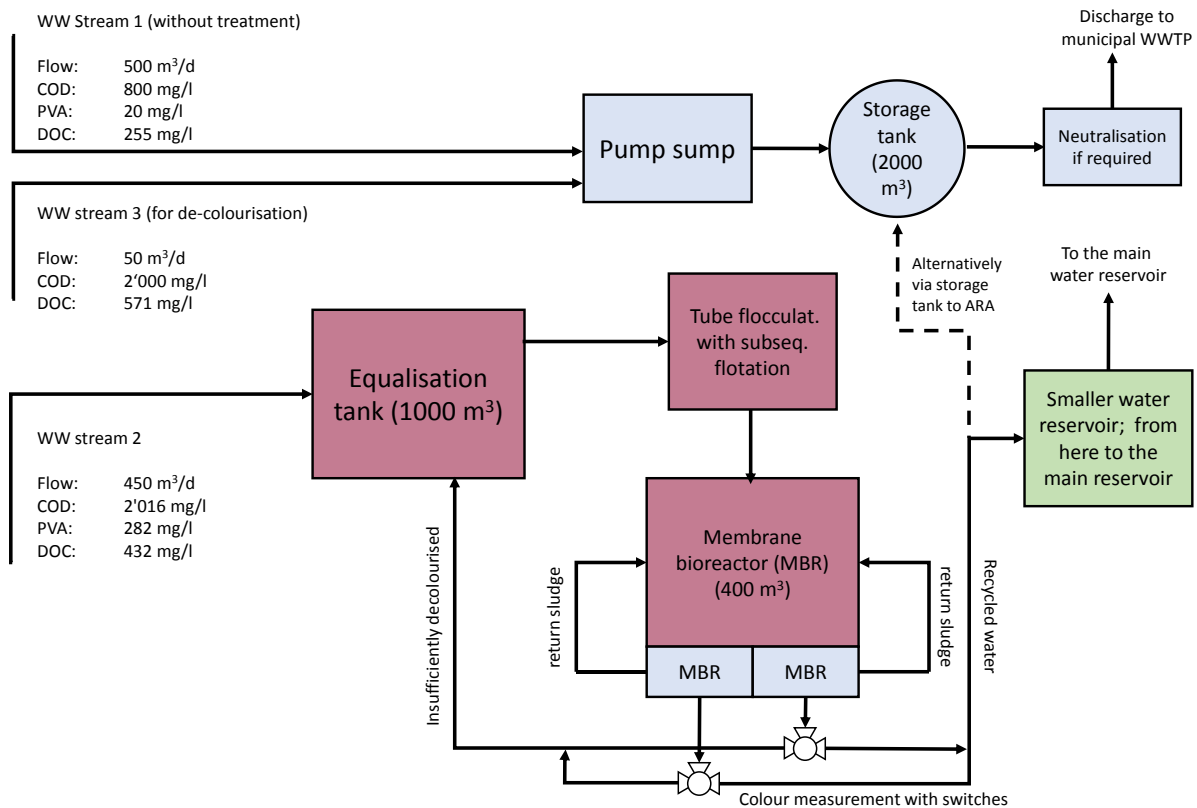 WW Stream 1 (without treatment)
Flow: 500 m³/d
COD: 800 mg/l
PVA: 20 mg/l
DOC: 255 mg/l
Pump sump
Storage
tank
(2000
m³)
Discharge to
municipal WWTP
Neutralisation
if required
WW stream 3 (for de-colourisation)
Flow: 50 m³/d
COD: 2‘000 mg/l
DOC: 571 mg/l
Alternatively
via storage
tank to ARA
To the main
water reservoir
Equalisation
tank (1000 m³)
Tube flocculat.
with subseq.
flotation
Smaller water
reservoir; from
here to the
main reservoir
WW stream 2
Flow: 450 m³/d
COD: 2'016 mg/l
PVA: 282 mg/l
DOC: 432 mg/l
Membrane
bioreactor (MBR)
(400 m³)
Insufficiently decolourised
return sludge
return sludge
Recycled water
MBR
MBR
Colour measurement with switches